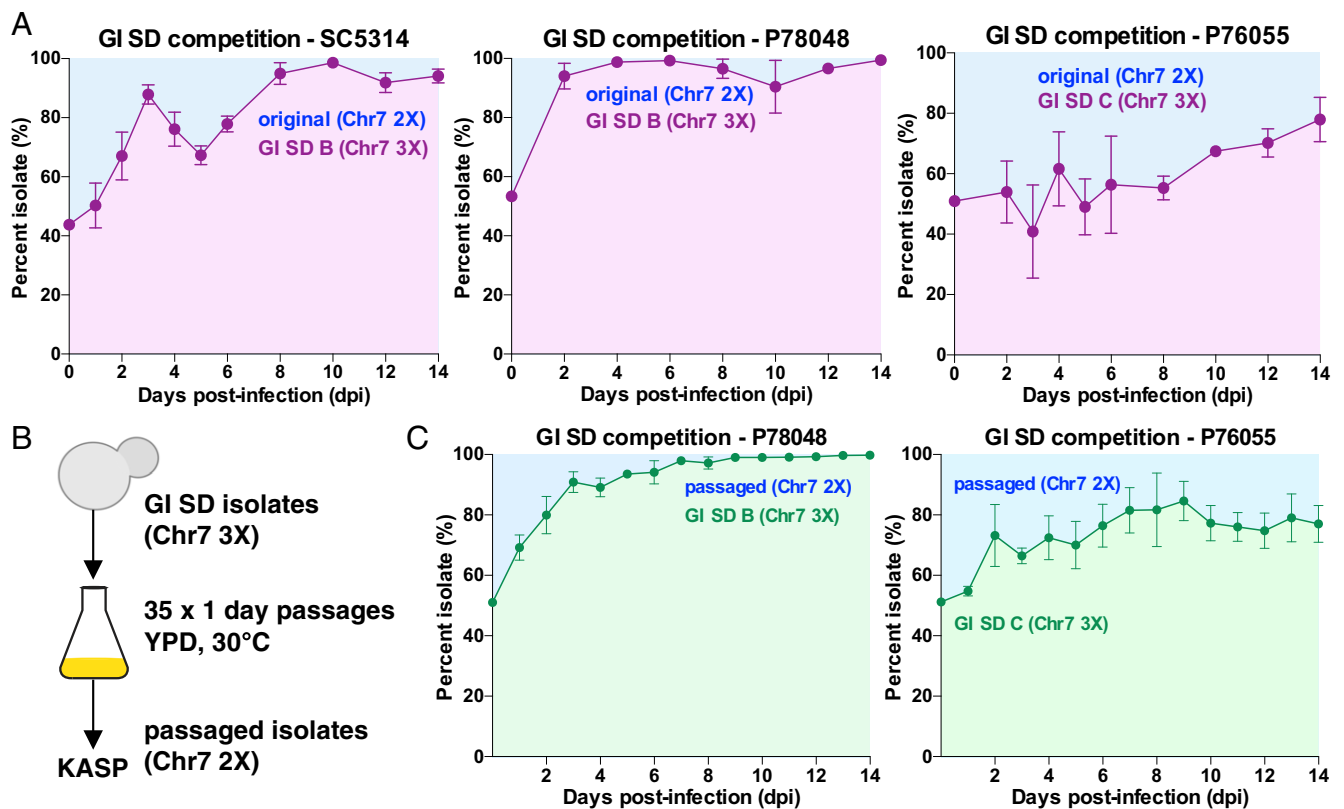 A
GI SD competition - SC5314
Percent isolate (%)
100
80
60
40
20
0
original (Chr7 2X)
GI SD B (Chr7 3X)
0 1 2 4 6 8 10 12 14
Days post-infection (dpi)
GI SD competition - P78048
Percent isolate (%)
100
80
60
40
20
0
original (Chr7 2X)
GI SD B (Chr7 3X)
0 2 4 6 8 10 12 14
Days post-infection (dpi)
GI SD competition - P76055
Percent isolate (%)
100
80
60
40
20
0
original (Chr7 2X)
GI SD C (Chr7 3X)
0 2 4 6 8 10 12 14
Days post-infection (dpi)
B
GI SD isolates
(Chr7 3X)
35 x 1 day passages
YPD, 30°C
passaged isolates
(Chr7 2X)
KASP
C
GI SD competition - P78048
Percent isolate (%)
100
80
60
40
20
0
passaged (Chr7 2X)
GI SD B (Chr7 3X)
2 4 6 8 10 12 14
Days post-infection (dpi)
GI SD competition - P76055
Percent isolate (%)
100
80
60
40
20
0
passaged (Chr7 2X)
GI SD C (Chr7 3X)
2 4 6 8 10 12 14
Days post-infection (dpi)